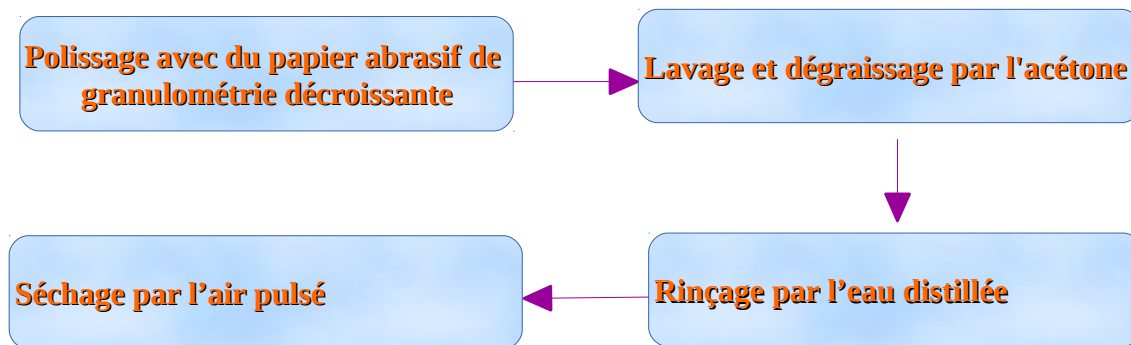 Polissage avec du papier abrasif de
granulométrie décroissante
Lavage et dégraissage par l'acétone
Rinçage par l’eau distillée
Séchage par l’air pulsé